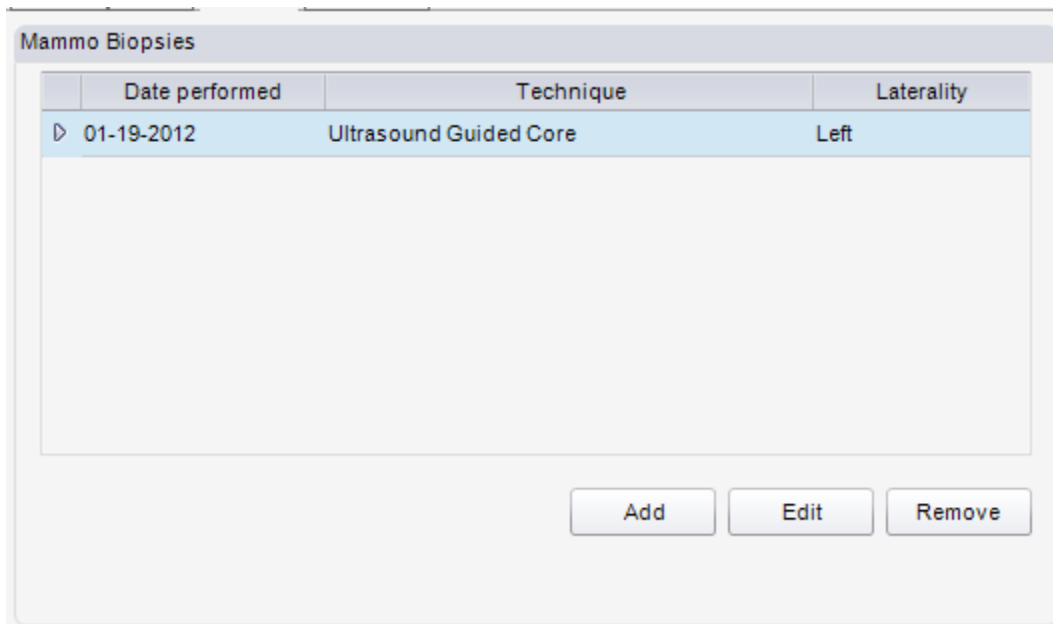 Mammo Biopsies
Date performed Technique Laterality
01-19-2012 Ultrasound Guided Core Left
Add Edit Remove